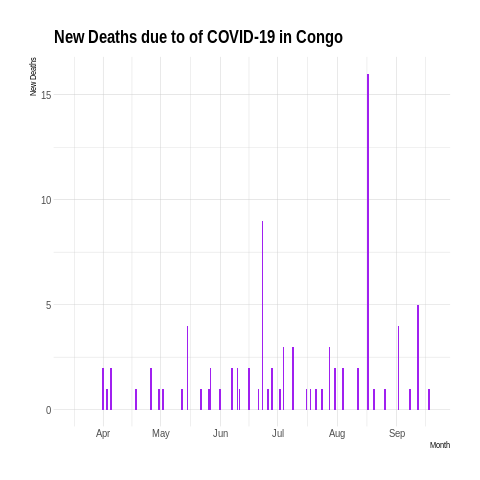 New Deaths due to of COVID-19 in Congo
New Deaths
15
10
5
0
Apr May Jun Jul Aug Sep
Month